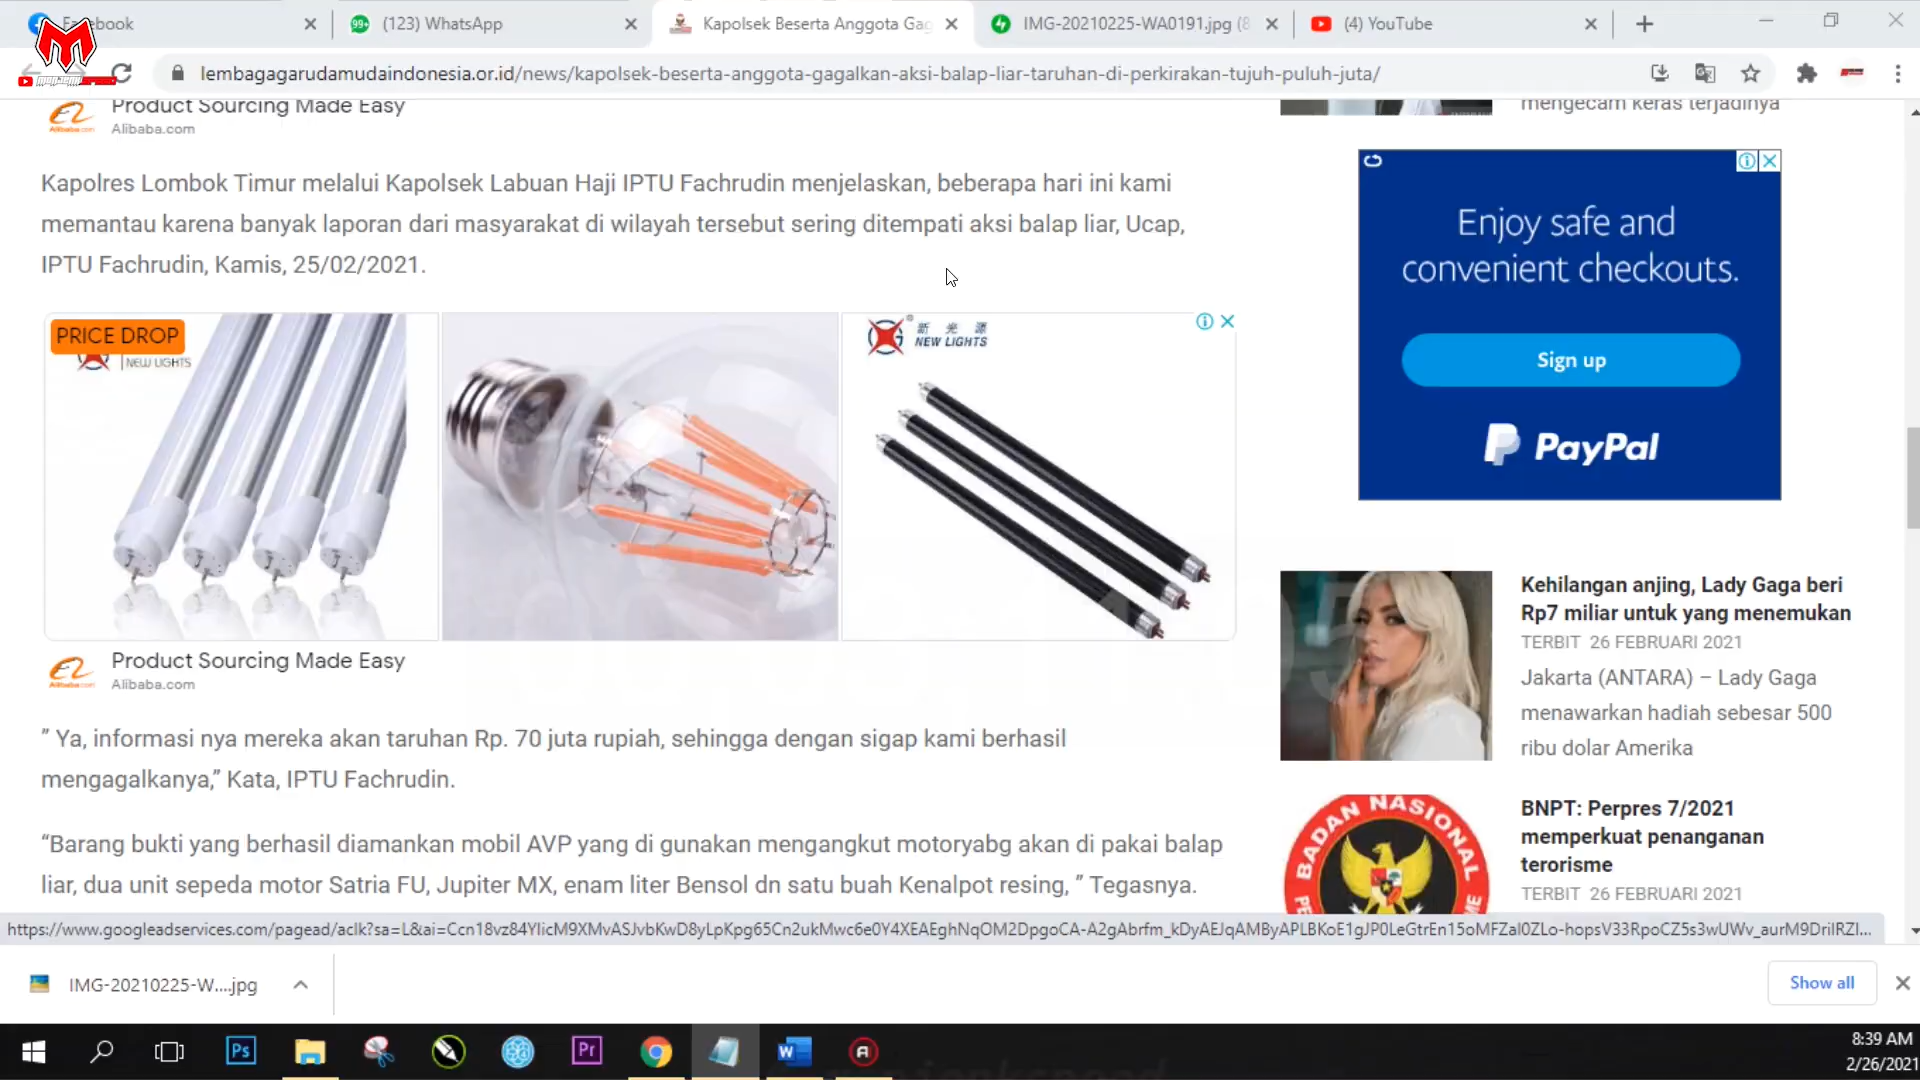 Facebook
(123) WhatsApp
Kapolsek Beserta Anggota Gag
IMG-20210225-WA0191.jpg (8
(4) YouTube
lembagagarudamudaindonesia.or.id/news/kapolsek-beserta-anggota-gagalkan-aksi-balap-liar-taruhan-di-perkirakan-tujuh-puluh-juta/
Product Sourcing Made Easy
Alibaba.com
mengecam keras terjadinya
Kapolres Lombok Timur melalui Kapolsek Labuan Haji IPTU Fachrudin menjelaskan, beberapa hari ini kami
memantau karena banyak laporan dari masyarakat di wilayah tersebut sering ditempati aksi balap liar, Ucap,
IPTU Fachrudin, Kamis, 25/02/2021.
Enjoy safe and
convenient checkouts.
Sign up
PayPal
PRICE DROP
NEW LIGHTS
新光源
NEW LIGHTS
Product Sourcing Made Easy
Alibaba.com
Kehilangan anjing, Lady Gaga beri
Rp7 miliar untuk yang menemukan
TERBIT 26 FEBRUARI 2021
Jakarta (ANTARA) – Lady Gaga
menawarkan hadiah sebesar 500
ribu dolar Amerika
” Ya, informasi nya mereka akan taruhan Rp. 70 juta rupiah, sehingga dengan sigap kami berhasil
mengagalkanya,” Kata, IPTU Fachrudin.
“Barang bukti yang berhasil diamankan mobil AVP yang di gunakan mengangkut motoryabg akan di pakai balap
liar, dua unit sepeda motor Satria FU, Jupiter MX, enam liter Bensol dn satu buah Kenalpot resing, ” Tegasnya.
BADAN NASIONAL
BNPT: Perpres 7/2021
memperkuat penanganan
terorisme
TERBIT 26 FEBRUARI 2021
IMG-20210225-W....jpg
Show all
Ps
Pr
8:39 AM
2/26/2021